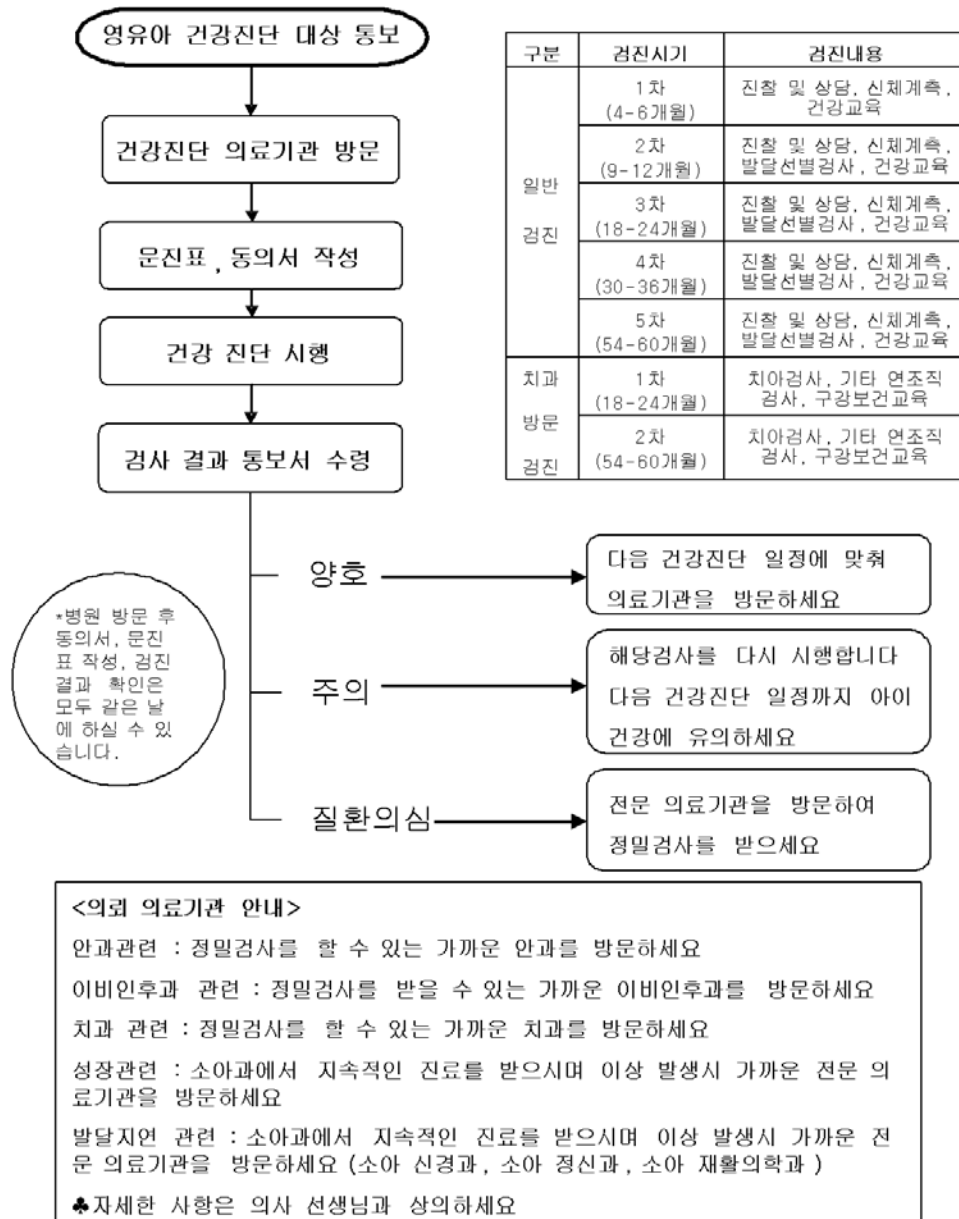 영유아 건강진단 대상 통보
건강진단 의료기관 방문
문진표, 동의서 작성
건강 진단 시행
검사 결과 통보서 수령
구분 검진시기 검진내용
일반
검진
1차
(4-6개월)
진찰 및 상담, 신체계측,
건강교육
2차
(9-12개월)
진찰 및 상담, 신체계측,
발달선별검사, 건강교육
3차
(18-24개월)
진찰 및 상담, 신체계측,
발달선별검사, 건강교육
4차
(30-36개월)
진찰 및 상담, 신체계측,
발달선별검사, 건강교육
5차
(54-60개월)
진찰 및 상담, 신체계측,
발달선별검사, 건강교육
치과
방문
검진
1차
(18-24개월)
치아검사, 기타 연조직
검사, 구강보건교육
2차
(54-60개월)
치아검사, 기타 연조직
검사, 구강보건교육
*병원 방문 후
동의서, 문진
표 작성, 검진
결과 확인은
모두 같은 날
에 하실 수 있
습니다.
양호
다음 건강진단 일정에 맞춰
의료기관을 방문하세요
주의
해당검사를 다시 시행합니다
다음 건강진단 일정까지 아이
건강에 유의하세요
질환의심
전문 의료기관을 방문하여
정밀검사를 받으세요
<의뢰 의료기관 안내>
안과관련 : 정밀검사를 할 수 있는 가까운 안과를 방문하세요
이비인후과 관련 : 정밀검사를 받을 수 있는 가까운 이비인후과를 방문하세요
치과 관련 : 정밀검사를 할 수 있는 가까운 치과를 방문하세요
성장관련 : 소아과에서 지속적인 진료를 받으시며 이상 발생시 가까운 전문 의
료기관을 방문하세요
발달지연 관련 : 소아과에서 지속적인 진료를 받으시며 이상 발생시 가까운 전
문 의료기관을 방문하세요 (소아 신경과, 소아 정신과, 소아 재활의학과)
♣자세한 사항은 의사 선생님과 상의하세요